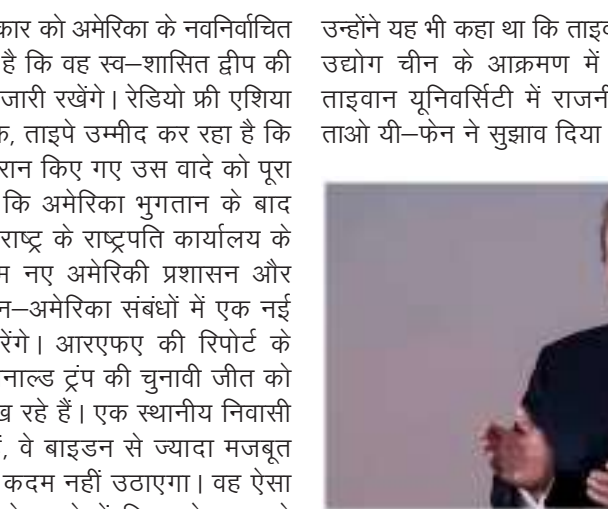 कार को अमेरिका के नवनिर्वाचित
है कि वह स्व–शासित द्वीप की
जारी रखेंगे। रेडियो फ्री एशिया
क, ताइपे उम्मीद कर रहा है कि
रान किए गए उस वादे को पूरा
कि अमेरिका भुगतान के बाद
राष्ट्र के राष्ट्रपति कार्यालय के
म नए अमेरिकी प्रशासन और
न–अमेरिका संबंधों में एक नई
रेंगे। आरएफए की रिपोर्ट के
नाल्ड ट्रंप की चुनावी जीत को
ख रहे हैं। एक स्थानीय निवासी
वे बाइडन से ज्यादा मजबूत
कदम नहीं उठाएगा। वह ऐसा
उन्होंने यह भी कहा था कि
उद्योग चीन के आक्रमण में
ताइवान यूनिवर्सिटी में
ताओ यी–फेन ने सुझाव दिया